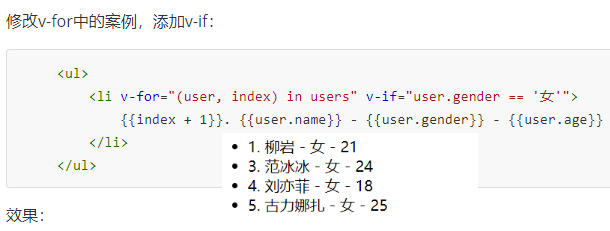 修改v-for中的案例，添加v-if：
<ul>
<li v-for="(user, index) in users" v-if="user.gender == '女'">
{{index + 1}}. {{user.name}} - {{user.gender}} - {{user.age}}
</li>
</ul>
• 1. 柳岩 - 女 - 21
• 3. 范冰冰 - 女 - 24
• 4. 刘亦菲 - 女 - 18
• 5. 古力娜扎 - 女 - 25
效果：